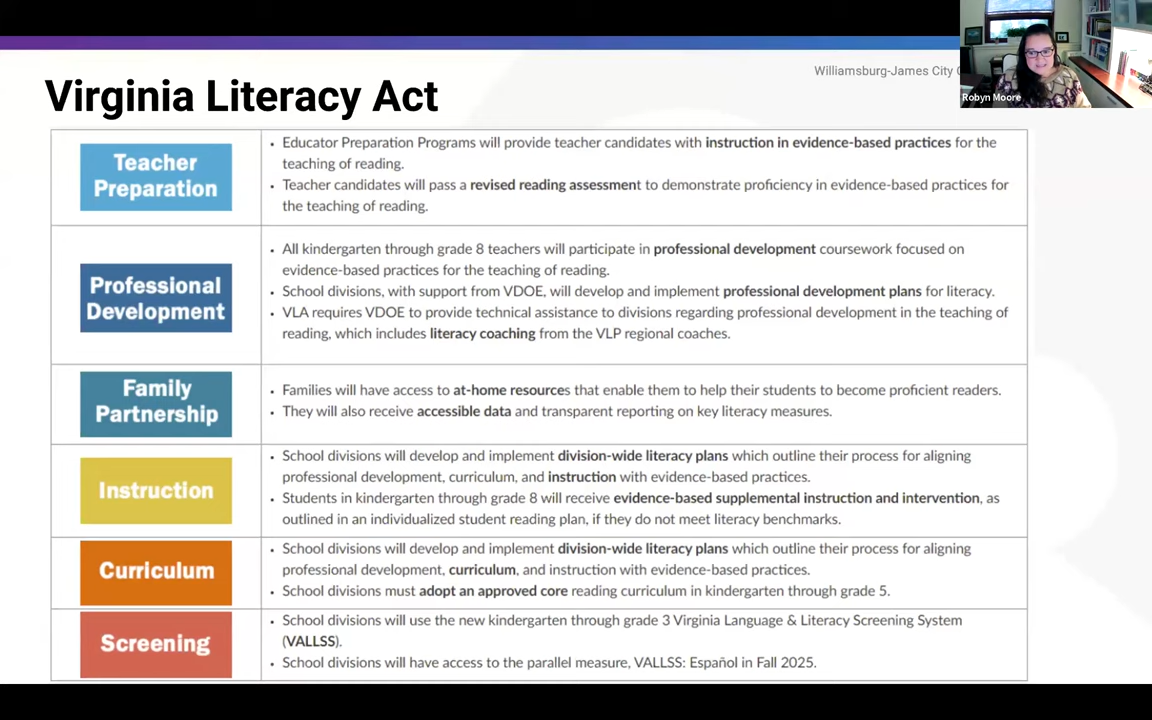 Williamsburg-James City
Robyn Moore
Virginia Literacy Act
Teacher
Preparation
• Educator Preparation Programs will provide teacher candidates with instruction in evidence-based practices for the
teaching of reading.
• Teacher candidates will pass a revised reading assessment to demonstrate proficiency in evidence-based practices for
the teaching of reading.
Professional
Development
• All kindergarten through grade 8 teachers will participate in professional development coursework focused on
evidence-based practices for the teaching of reading.
• School divisions, with support from VDOE, will develop and implement professional development plans for literacy.
• VLA requires VDOE to provide technical assistance to divisions regarding professional development in the teaching of
reading, which includes literacy coaching from the VLP regional coaches.
Family
Partnership
• Families will have access to at-home resources that enable them to help their students to become proficient readers.
• They will also receive accessible data and transparent reporting on key literacy measures.
Instruction
• School divisions will develop and implement division-wide literacy plans which outline their process for aligning
professional development, curriculum, and instruction with evidence-based practices.
• Students in kindergarten through grade 8 will receive evidence-based supplemental instruction and intervention, as
outlined in an individualized student reading plan, if they do not meet literacy benchmarks.
Curriculum
• School divisions will develop and implement division-wide literacy plans which outline their process for aligning
professional development, curriculum, and instruction with evidence-based practices.
• School divisions must adopt an approved core reading curriculum in kindergarten through grade 5.
Screening
• School divisions will use the new kindergarten through grade 3 Virginia Language & Literacy Screening System
(VALLSS).
• School divisions will have access to the parallel measure, VALLSS: Español in Fall 2025.